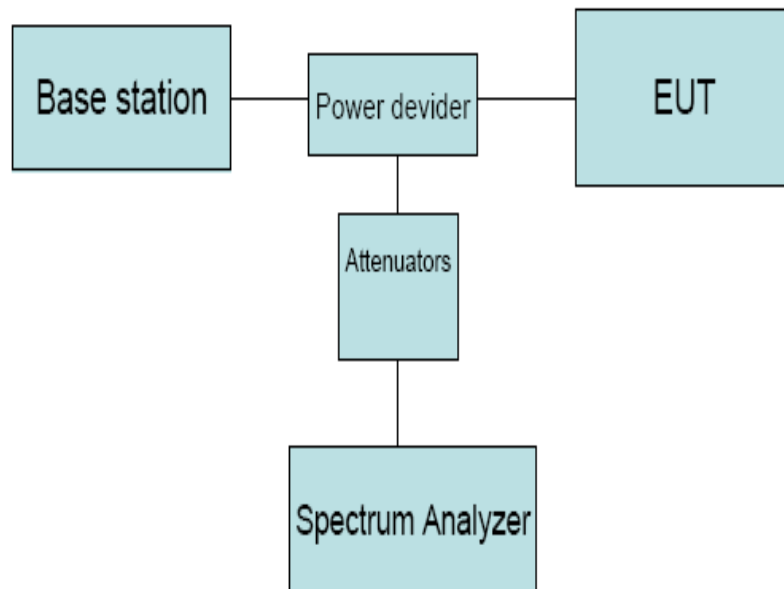 Base station
Power devider
EUT
Attenuators
Spectrum Analyzer